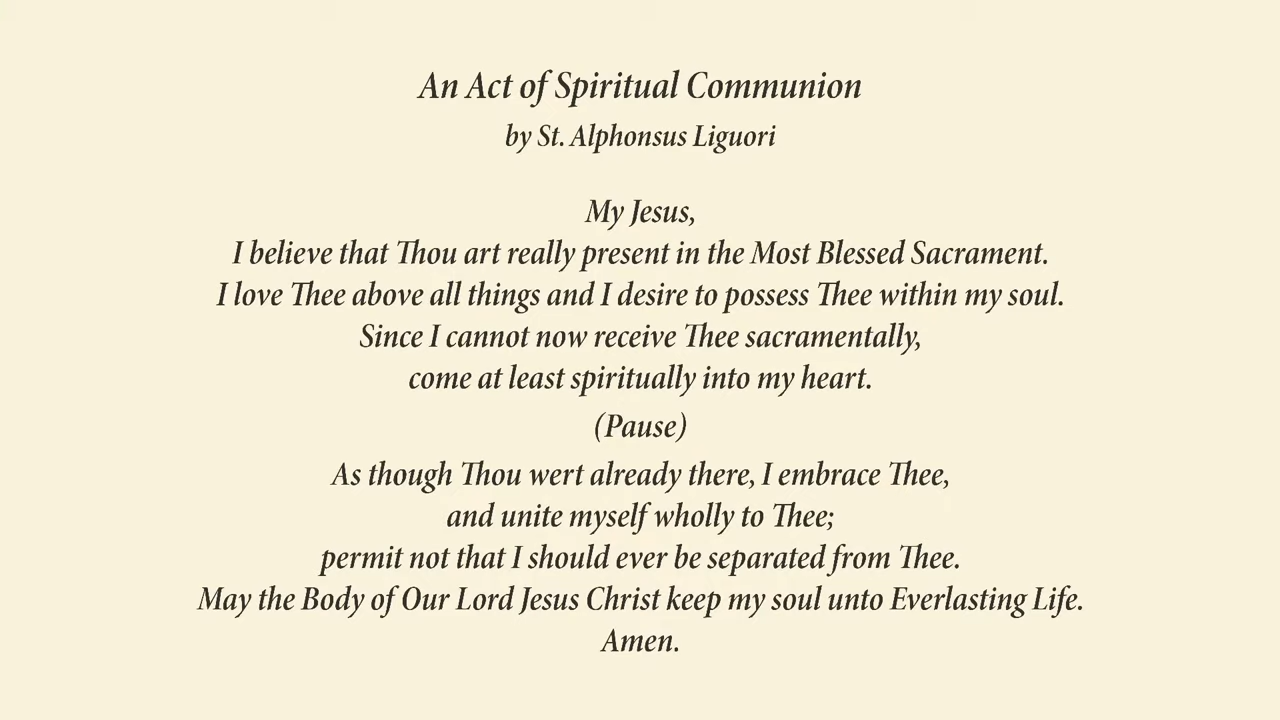 An Act of Spiritual Communion
by St. Alphonsus Liguori
My Jesus,
I believe that Thou art really present in the Most Blessed Sacrament.
I love Thee above all things and I desire to possess Thee within my soul.
Since I cannot now receive Thee sacramentally,
come at least spiritually into my heart.
(Pause)
As though Thou wert already there, I embrace Thee,
and unite myself wholly to Thee;
permit not that I should ever be separated from Thee.
May the Body of Our Lord Jesus Christ keep my soul unto Everlasting Life.
Amen.